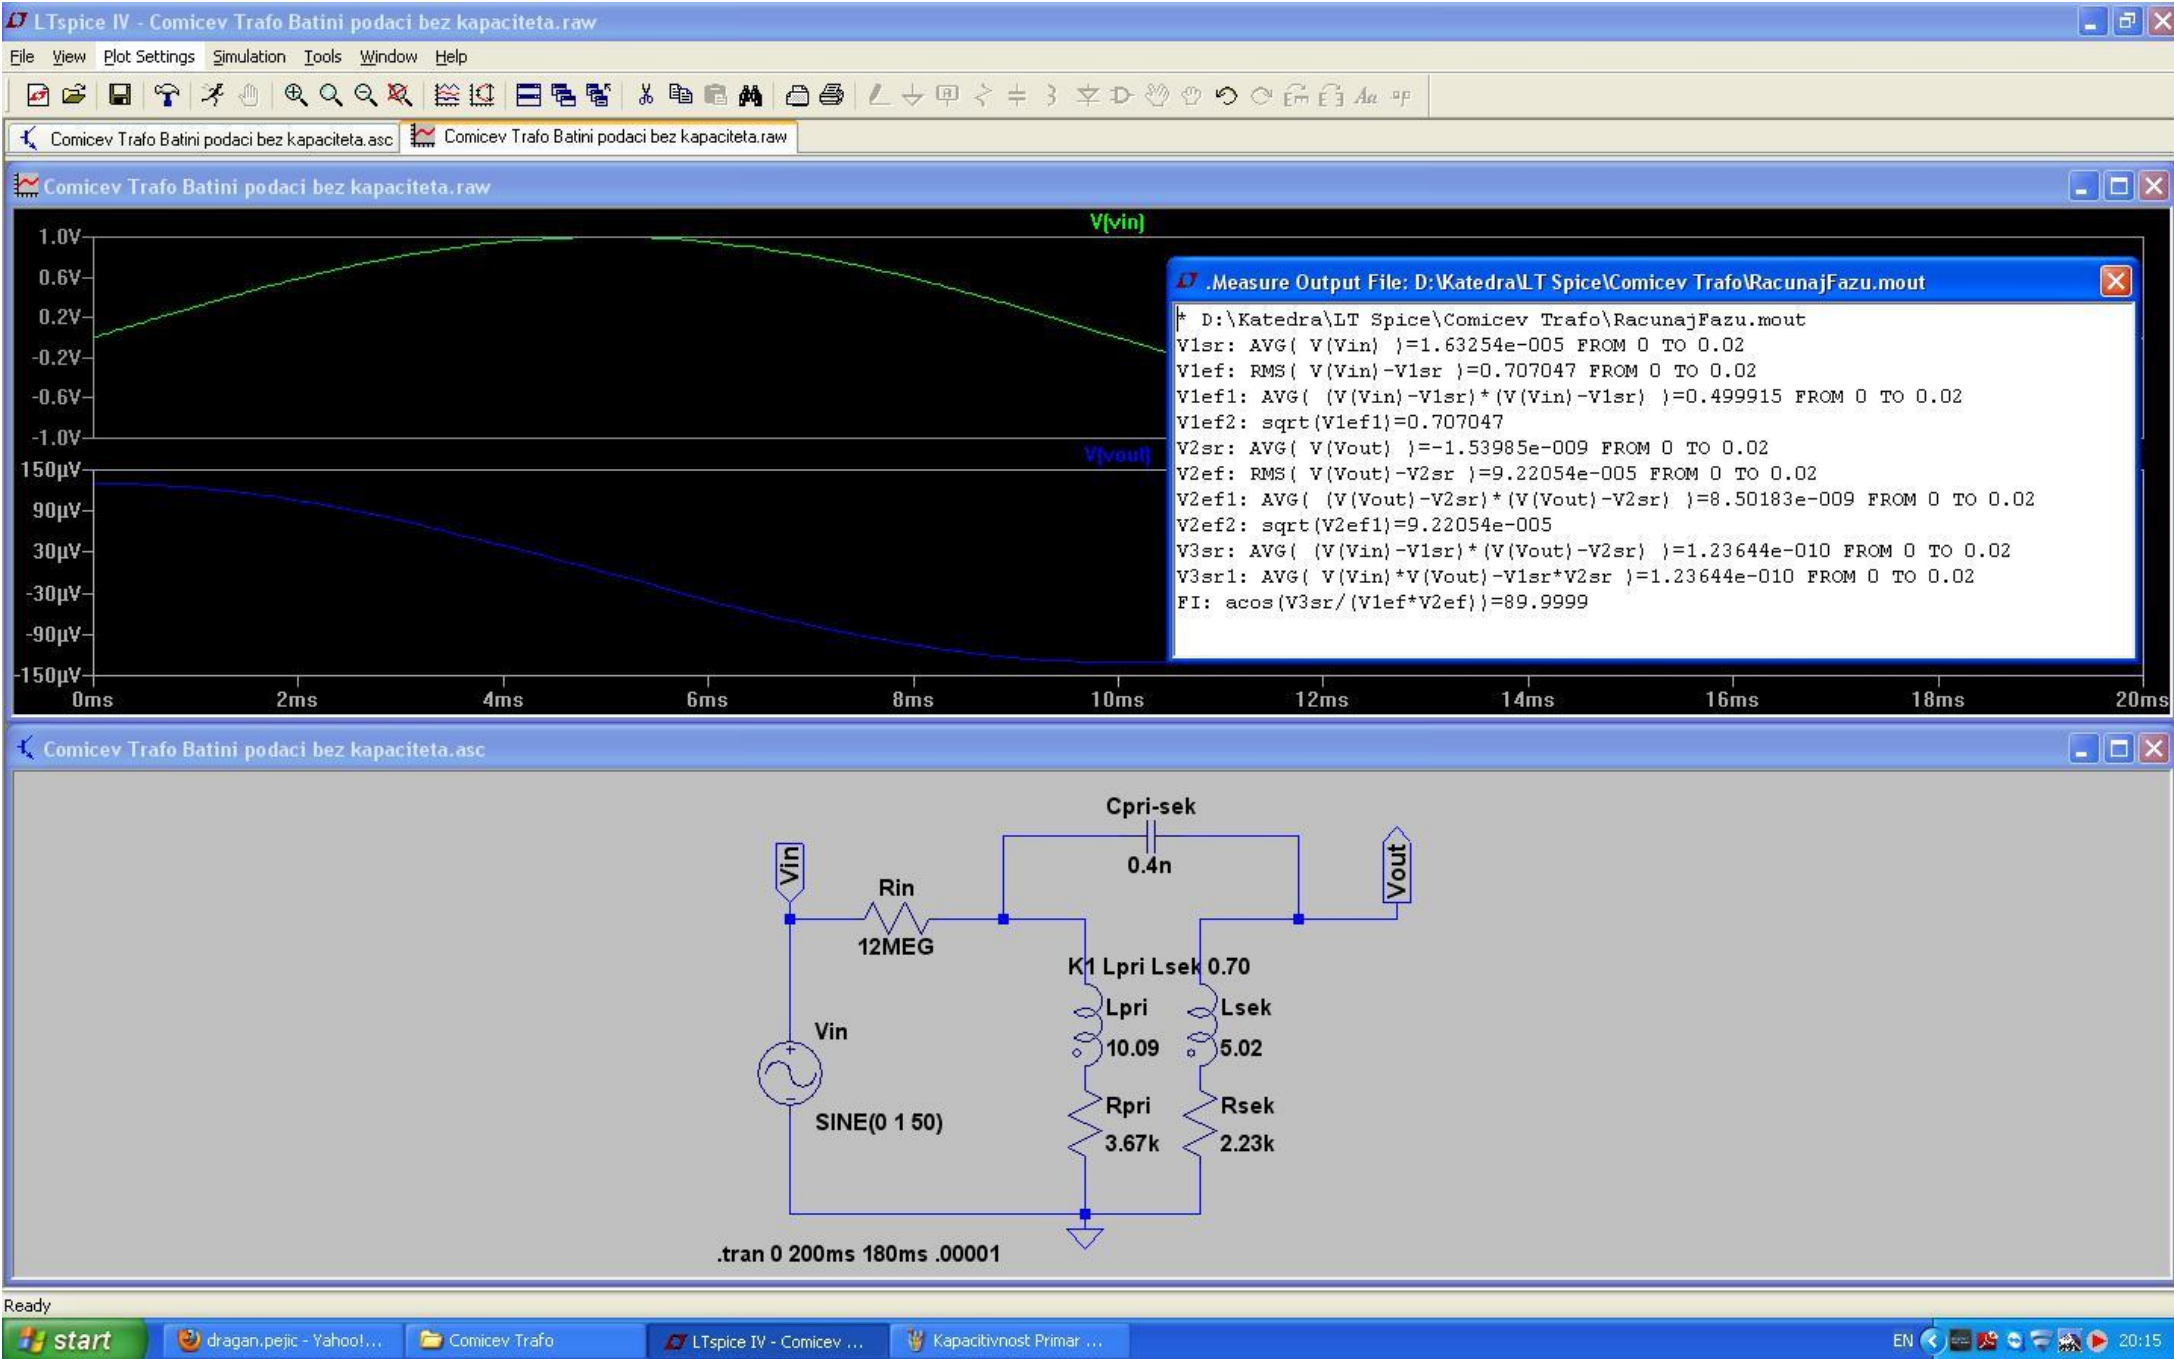 LTspice IV - Comicev Trafo Batini podaci bez kapaciteta.raw
File View Plot Settings Simulation Tools Window Help
Comicev Trafo Batini podaci bez kapaciteta.asc Comicev Trafo Batini podaci bez kapaciteta.raw
Comicev Trafo Batini podaci bez kapaciteta.raw
V(vin)
1.0V
0.6V
0.2V
-0.2V
-0.6V
-1.0V
V(vout)
150µV
90µV
30µV
-30µV
-90µV
-150µV
0ms 2ms 4ms 6ms 8ms 10ms 12ms 14ms 16ms 18ms 20ms
.Measure Output File: D:\Katedra\LT Spice\Comicev Trafo\RacunajFazu.mout
* D:\Katedra\LT Spice\Comicev Trafo\RacunajFazu.mout
V1sr: AVG( V(Vin) )=1.63254e-005 FROM 0 TO 0.02
V1ef: RMS( V(Vin)-V1sr )=0.707047 FROM 0 TO 0.02
V1ef1: AVG( (V(Vin)-V1sr)*(V(Vin)-V1sr) )=0.499915 FROM 0 TO 0.02
V1ef2: sqrt(V1ef1)=0.707047
V2sr: AVG( V(Vout) )=-1.53985e-009 FROM 0 TO 0.02
V2ef: RMS( V(Vout)-V2sr )=9.22054e-005 FROM 0 TO 0.02
V2ef1: AVG( (V(Vout)-V2sr)*(V(Vout)-V2sr) )=8.50183e-009 FROM 0 TO 0.02
V2ef2: sqrt(V2ef1)=9.22054e-005
V3sr: AVG( (V(Vin)-V1sr)*(V(Vout)-V2sr) )=1.23644e-010 FROM 0 TO 0.02
V3sr1: AVG( V(Vin)*V(Vout)-V1sr*V2sr )=1.23644e-010 FROM 0 TO 0.02
FI: acos(V3sr/(V1ef*V2ef))=89.9999
Comicev Trafo Batini podaci bez kapaciteta.asc
Cpri-sek
0.4n
Vin
Rin
12MEG
Vout
K1 Lpri Lsek 0.70
Lpri
10.09
Lsek
5.02
Vin
SINE(0 1 50)
Rpri
3.67k
Rsek
2.23k
.tran 0 200ms 180ms .00001
Ready
start dragan.pejic - Yahoo!... Comicev Trafo LTspice IV - Comicev ... Kapacitivnost Primar ... EN 20:15